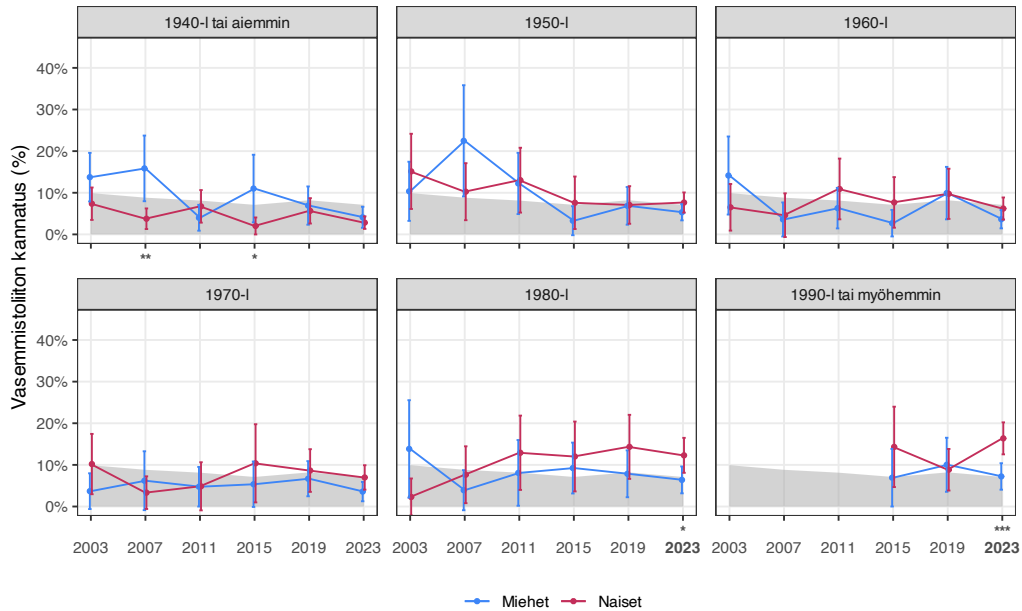 Vasemmistoliiton kannatus (%)
1940-l tai aiemmin
1950-l
1960-l
40%
30%
20%
10%
0%
**
*
1970-l
1980-l
1990-l tai myöhemmin
40%
30%
20%
10%
0%
*
***
2003 2007 2011 2015 2019 2023
2003 2007 2011 2015 2019 2023
2003 2007 2011 2015 2019 2023
Miehet Naiset